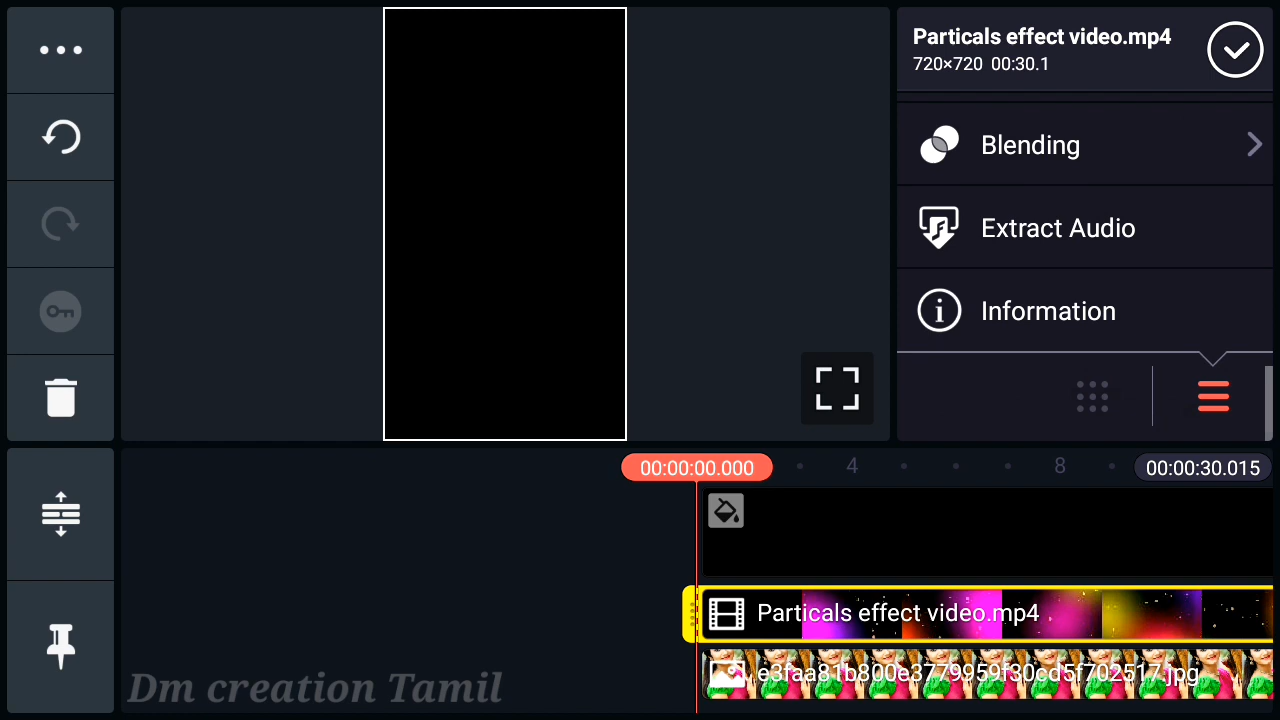 Particals effect video.mp4
720×720 00:30.1
Blending
Extract Audio
Information
00:00:00.000
4
8
00:00:30.015
Particals effect video.mp4
e3faa81b800e3779959f30cd5f702517.jpg
Dm creation Tamil